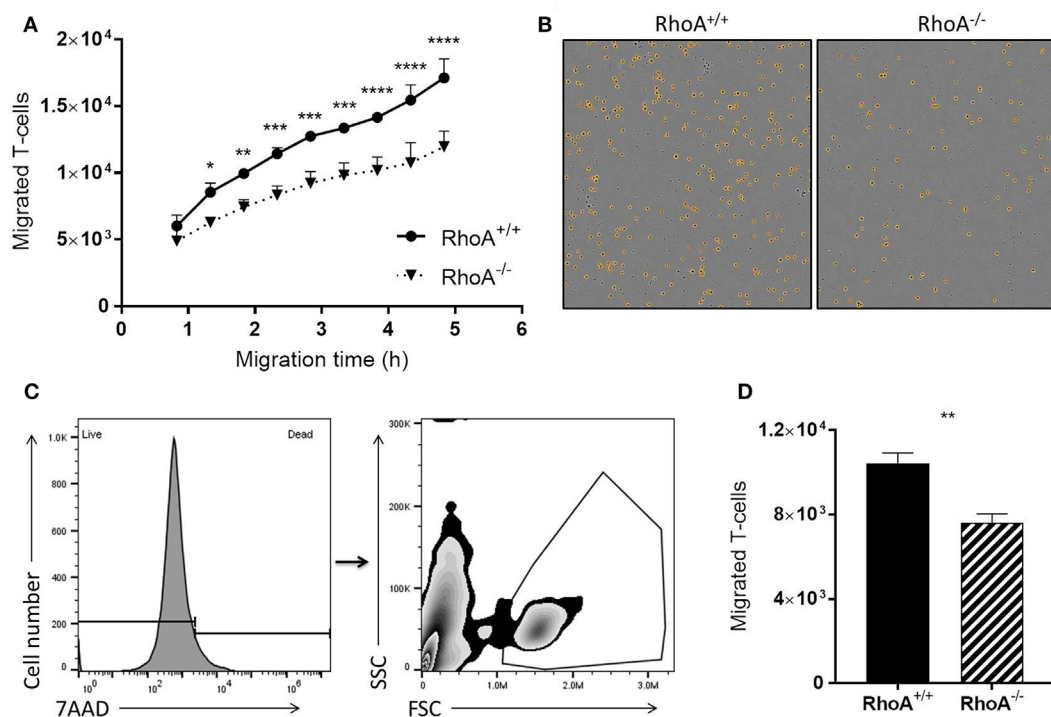 A
2×10⁴
1.5×10⁴
1×10⁴
5×10³
0
Migrated T-cells
* ** *** *** *** **** **** ****
RhoA+/+
RhoA-/-
0 1 2 3 4 5 6
Migration time (h)
B
RhoA+/+ RhoA-/-
C
Cell number
1.0K
800
600
400
200
0
Live Dead
10⁰ 10² 10⁴ 10⁶
7AAD
SSC
300K
200K
100K
0
0 1.0M 2.0M 3.0M
FSC
D
**
Migrated T-cells
1.2×10⁴
8×10³
4×10³
0
RhoA+/+ RhoA-/-